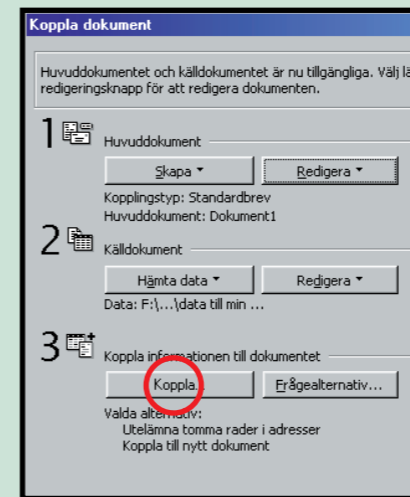 Koppla dokument
Huvuddokumentet och källdokumentet är nu tillgängliga. Välj
redigeringsknapp för att redigera dokumenten.
1 Huvuddokument
Skapa Redigera
Kopplingstyp: Standardbrev
Huvuddokument: Dokument1
2 Källdokument
Hämta data Redigera
Data: F:\...\data till min ...
3 Koppla informationen till dokumentet
Koppla... Frågealternativ...
Valda alternativ:
Utelämna tomma rader i adresser
Koppla till nytt dokument